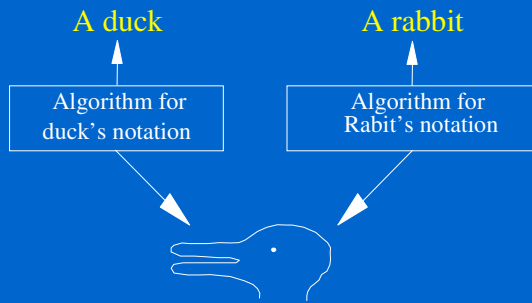 A duck
A rabbit
Algorithm for
duck's notation
Algorithm for
Rabit's notation